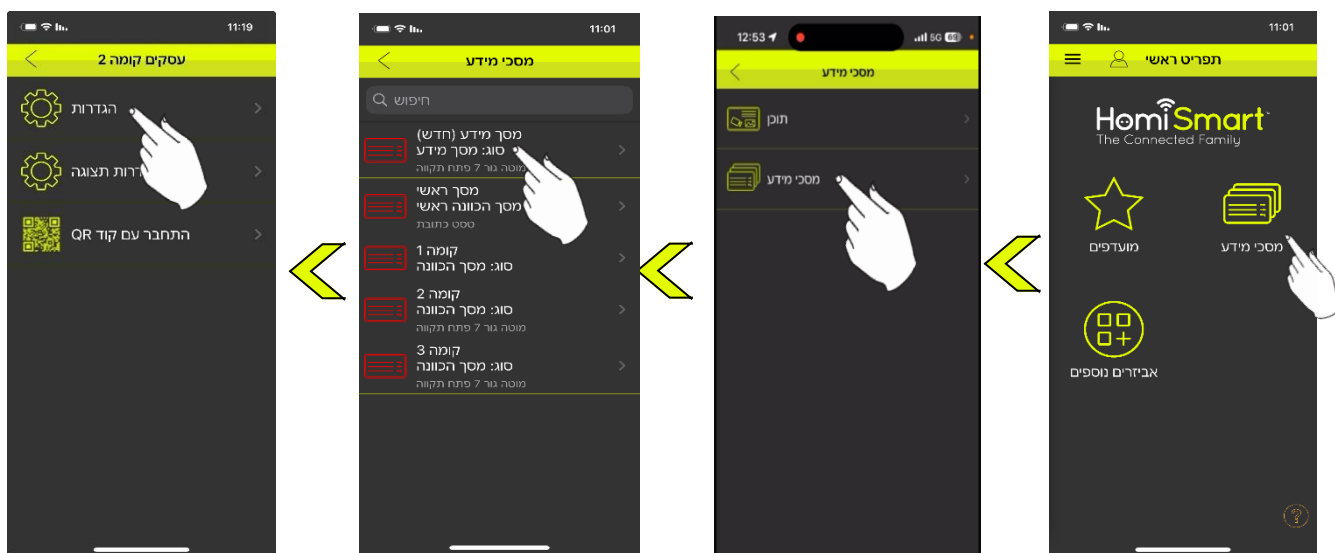 11:01
תפריט ראשי
HomiSmart
The Connected Family
מסכי מידע
מועדפים
אביזרים נוספים
?
12:53
5G 69
מסכי מידע
תוכן
מסכי מידע
11:01
מסכי מידע
חיפוש
מסך מידע (חדש)
סוג: מסך מידע
מוטה גור 7 פתח תקווה
מסך ראשי
מסך הכוונה ראשי
טסט כתובת
קומה 1
סוג: מסך הכוונה
קומה 2
סוג: מסך הכוונה
מוטה גור 7 פתח תקווה
קומה 3
סוג: מסך הכוונה
מוטה גור 7 פתח תקווה
11:19
עסקים קומה 2
הגדרות
דרות תצוגה
התחבר עם קוד QR